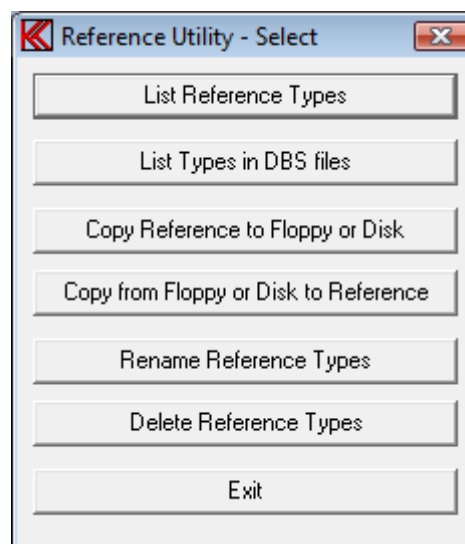 Reference Utility - Select
List Reference Types
List Types in DBS files
Copy Reference to Floppy or Disk
Copy from Floppy or Disk to Reference
Rename Reference Types
Delete Reference Types
Exit